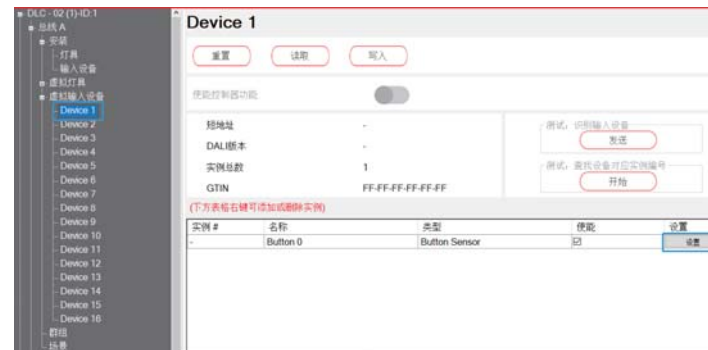 DLC - 02 (1)-ID:1
总线 A
安装
灯具
输入设备
虚拟灯具
虚拟输入设备
Device 1
Device 2
Device 3
Device 4
Device 5
Device 6
Device 7
Device 8
Device 9
Device 10
Device 11
Device 12
Device 13
Device 14
Device 15
Device 16
群组
场景
Device 1
重置 读取 写入
使能控制器功能
短地址 -
DALI版本 -
实例总数 1
GTIN FF-FF-FF-FF-FF-FF
测试，识别输入设备
发送
测试，查找设备对应实例编号
开始
(下方表格右键可添加或删除实例)
实例 # 名称 类型 使能 设置
- Button 0 Button Sensor 设置